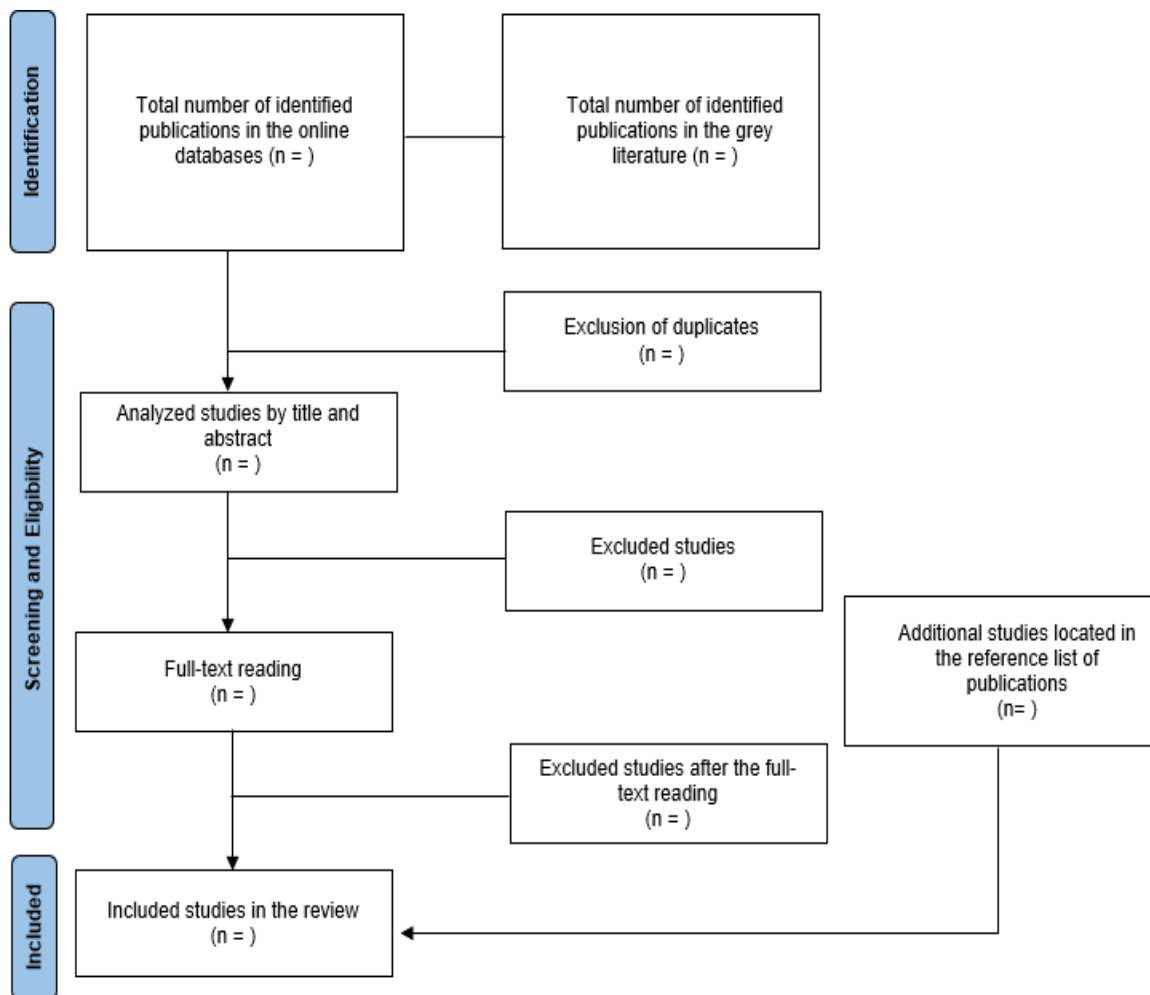 Identification
Total number of identified
publications in the online
databases (n = )
Total number of identified
publications in the grey
literature (n = )
Screening and Eligibility
Exclusion of duplicates
(n = )
Analyzed studies by title and
abstract
(n = )
Excluded studies
(n = )
Full-text reading
(n = )
Additional studies located in
the reference list of
publications
(n= )
Excluded studies after the full-
text reading
(n = )
Included
Included studies in the review
(n = )